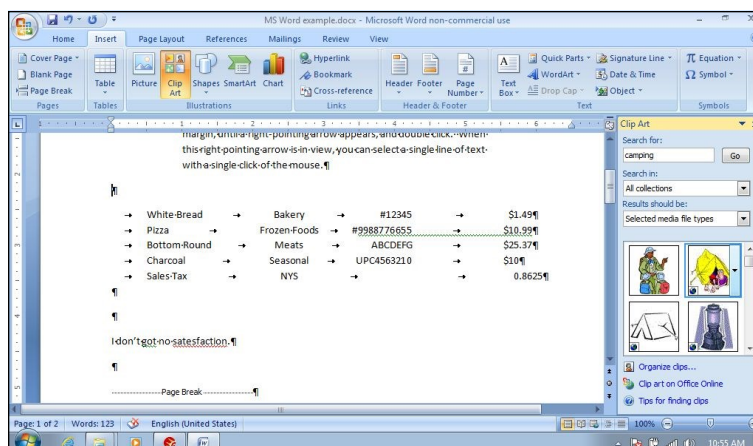 MS Word example.docx - Microsoft Word non-commercial use
Home Insert Page Layout References Mailings Review View
Cover Page
Blank Page
Page Break
Pages
Table
Tables
Picture Clip Art Shapes SmartArt Chart
Illustrations
Hyperlink
Bookmark
Cross-reference
Links
Header Footer Page Number
Header & Footer
Text Box
Quick Parts
WordArt
Drop Cap
Signature Line
Date & Time
Object
Text
Equation
Symbol
Symbols
margin, until a right-pointing arrow appears, and double click. When
this right pointing arrow is in view, you can select a single line of text
with a single click of the mouse.¶
¶
→ White Bread → Bakery → #12345 → $1.49¶
→ Pizza → Frozen Foods → #9988776655 → $10.99¶
→ Bottom Round → Meats → ABCDEFG → $25.37¶
→ Charcoal → Seasonal → UPC4563210 → $10¶
→ Sales Tax → NYS → → 0.8625¶
¶
¶
I don't got no satesfaction.¶
¶
Page Break ¶
Clip Art
Search for:
camping Go
Search in:
All collections
Results should be:
Selected media file types
Organize clips...
Clip art on Office Online
Tips for finding clips
Page: 1 of 2 Words: 123 English (United States) 100%
10:55 AM